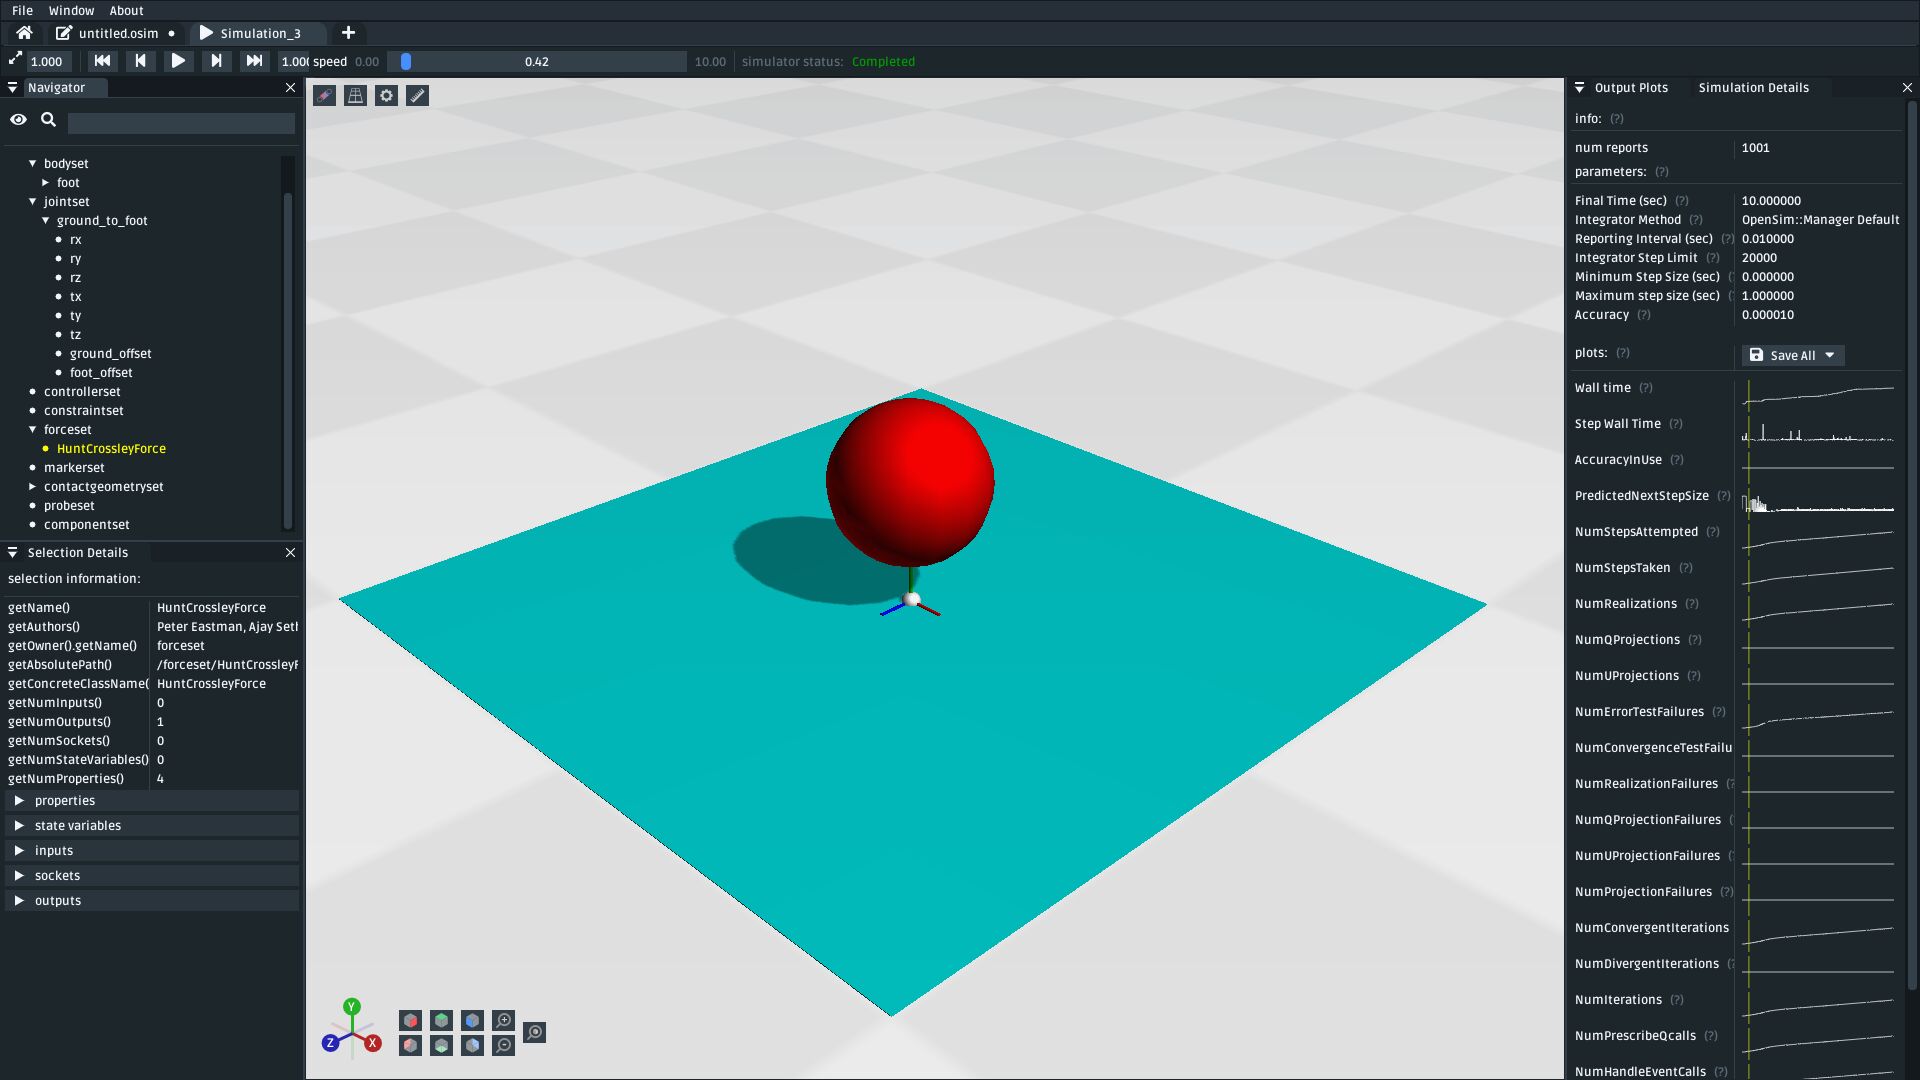 File Window About
untitled.osim
Simulation_3
1.000
1.000 speed 0.00 0.42 10.00 simulator status: Completed
Navigator
bodyset
foot
jointset
ground_to_foot
rx
ry
rz
tx
ty
tz
ground_offset
foot_offset
controllerset
constraintset
forceset
HuntCrossleyForce
markerset
contactgeometryset
probeset
componentset
Selection Details
selection information:
getName() HuntCrossleyForce
getAuthors() Peter Eastman, Ajay Seth
getOwner().getName() forceset
getAbsolutePath() /forceset/HuntCrossleyF
getConcreteClassName( HuntCrossleyForce
getNumInputs() 0
getNumOutputs() 1
getNumSockets() 0
getNumStateVariables() 0
getNumProperties() 4
properties
state variables
inputs
sockets
outputs
Y
Z
X
Output Plots Simulation Details
info: (?)
num reports 1001
parameters: (?)
Final Time (sec) (?) 10.000000
Integrator Method (?) OpenSim::Manager Default
Reporting Interval (sec) (?) 0.010000
Integrator Step Limit (?) 20000
Minimum Step Size (sec) (? 0.000000
Maximum step size (sec) (? 1.000000
Accuracy (?) 0.000010
plots: (?) Save All
Wall time (?)
Step Wall Time (?)
AccuracyInUse (?)
PredictedNextStepSize (?)
NumStepsAttempted (?)
NumStepsTaken (?)
NumRealizations (?)
NumQProjections (?)
NumUProjections (?)
NumErrorTestFailures (?)
NumConvergenceTestFailu
NumRealizationFailures (?
NumQProjectionFailures (
NumUProjectionFailures (
NumProjectionFailures (?)
NumConvergentIterations
NumDivergentIterations (?
NumIterations (?)
NumPrescribeQcalls (?)
NumHandleEventCalls (?)